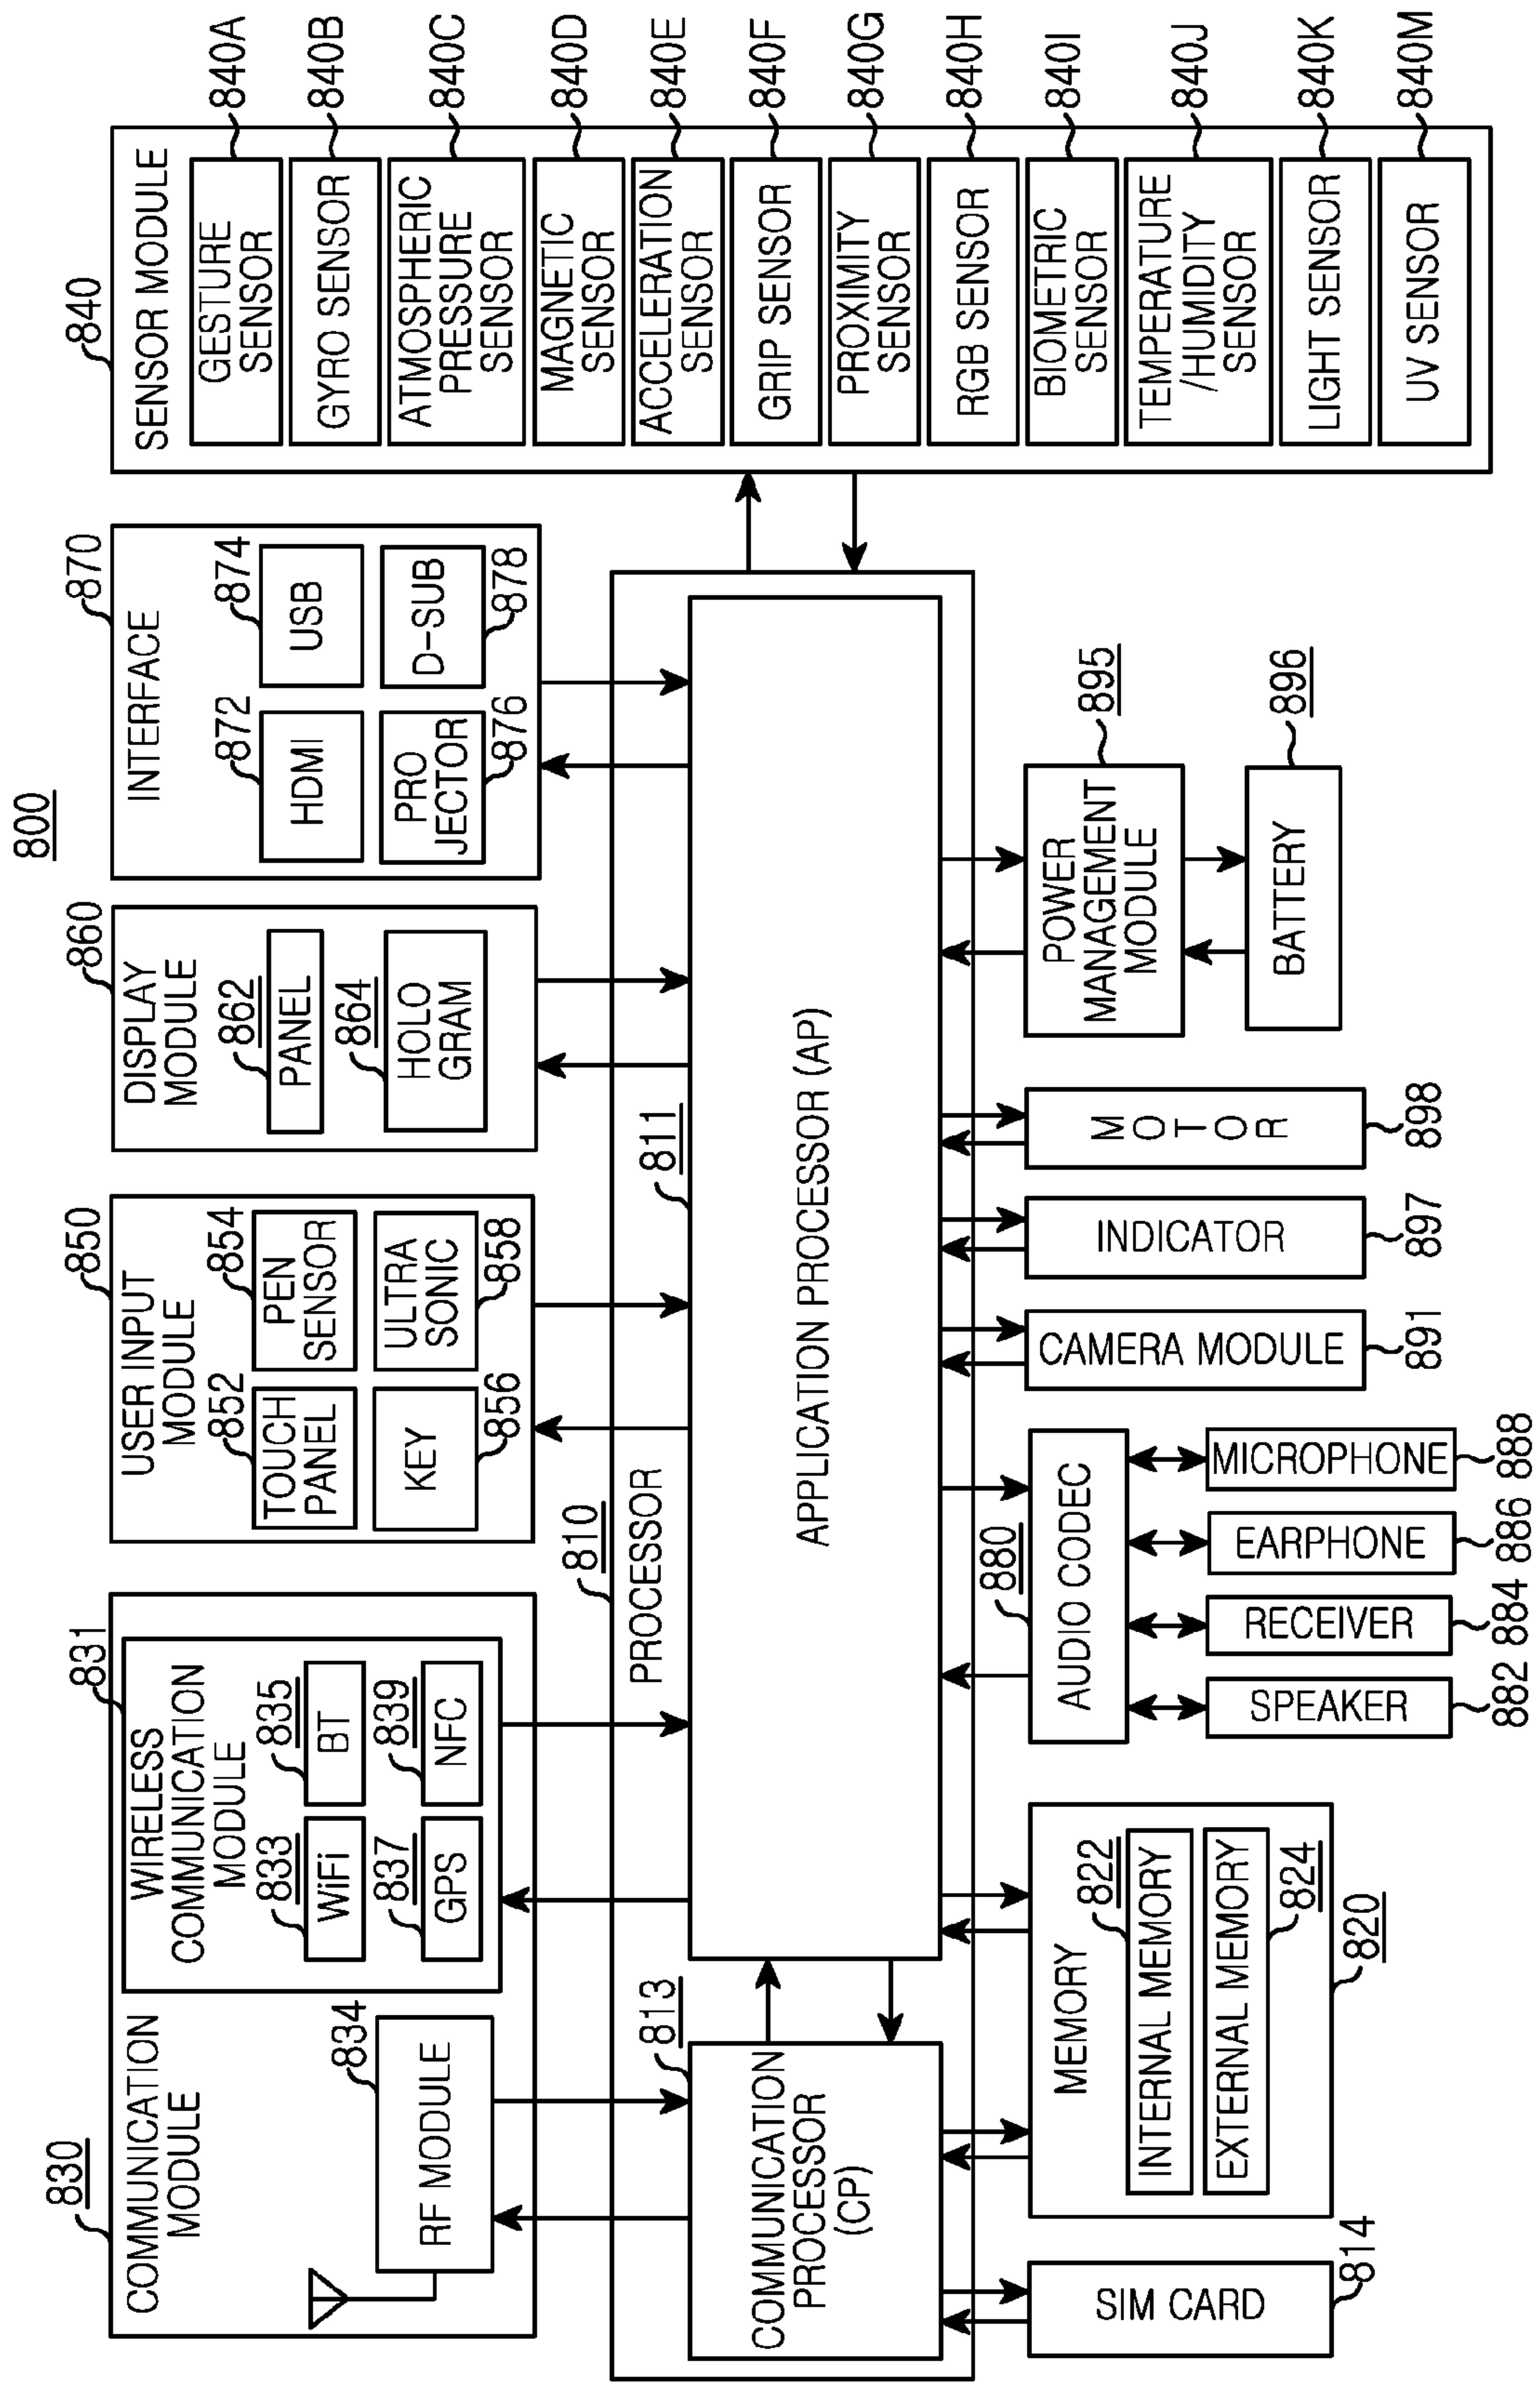 800
830
COMMUNICATION
MODULE
834
RF MODULE
831
WIRELESS
COMMUNICATION
MODULE
833
WiFi
835
BT
837
GPS
839
NFC
850
USER INPUT
MODULE
852
TOUCH
PANEL
854
PEN
SENSOR
KEY
856
ULTRA
SONIC
858
860
DISPLAY
MODULE
862
PANEL
864
HOLO
GRAM
870
INTERFACE
872
HDMI
874
USB
PRO
JECTOR
876
D-SUB
878
810
PROCESSOR
813
COMMUNICATION
PROCESSOR
(CP)
811
APPLICATION PROCESSOR (AP)
840
SENSOR MODULE
GESTURE
SENSOR
840A
GYRO SENSOR
840B
ATMOSPHERIC
PRESSURE
SENSOR
840C
MAGNETIC
SENSOR
840D
ACCELERATION
SENSOR
840E
GRIP SENSOR
840F
PROXIMITY
SENSOR
840G
RGB SENSOR
840H
BIOMETRIC
SENSOR
840I
TEMPERATURE
/HUMIDITY
SENSOR
840J
LIGHT SENSOR
840K
UV SENSOR
840M
SIM CARD
814
MEMORY
822
INTERNAL MEMORY
EXTERNAL MEMORY
824
820
880
AUDIO CODEC
SPEAKER
882
RECEIVER
884
EARPHONE
886
MICROPHONE
888
CAMERA MODULE
891
INDICATOR
897
MOTOR
898
POWER
MANAGEMENT
MODULE
895
BATTERY
896